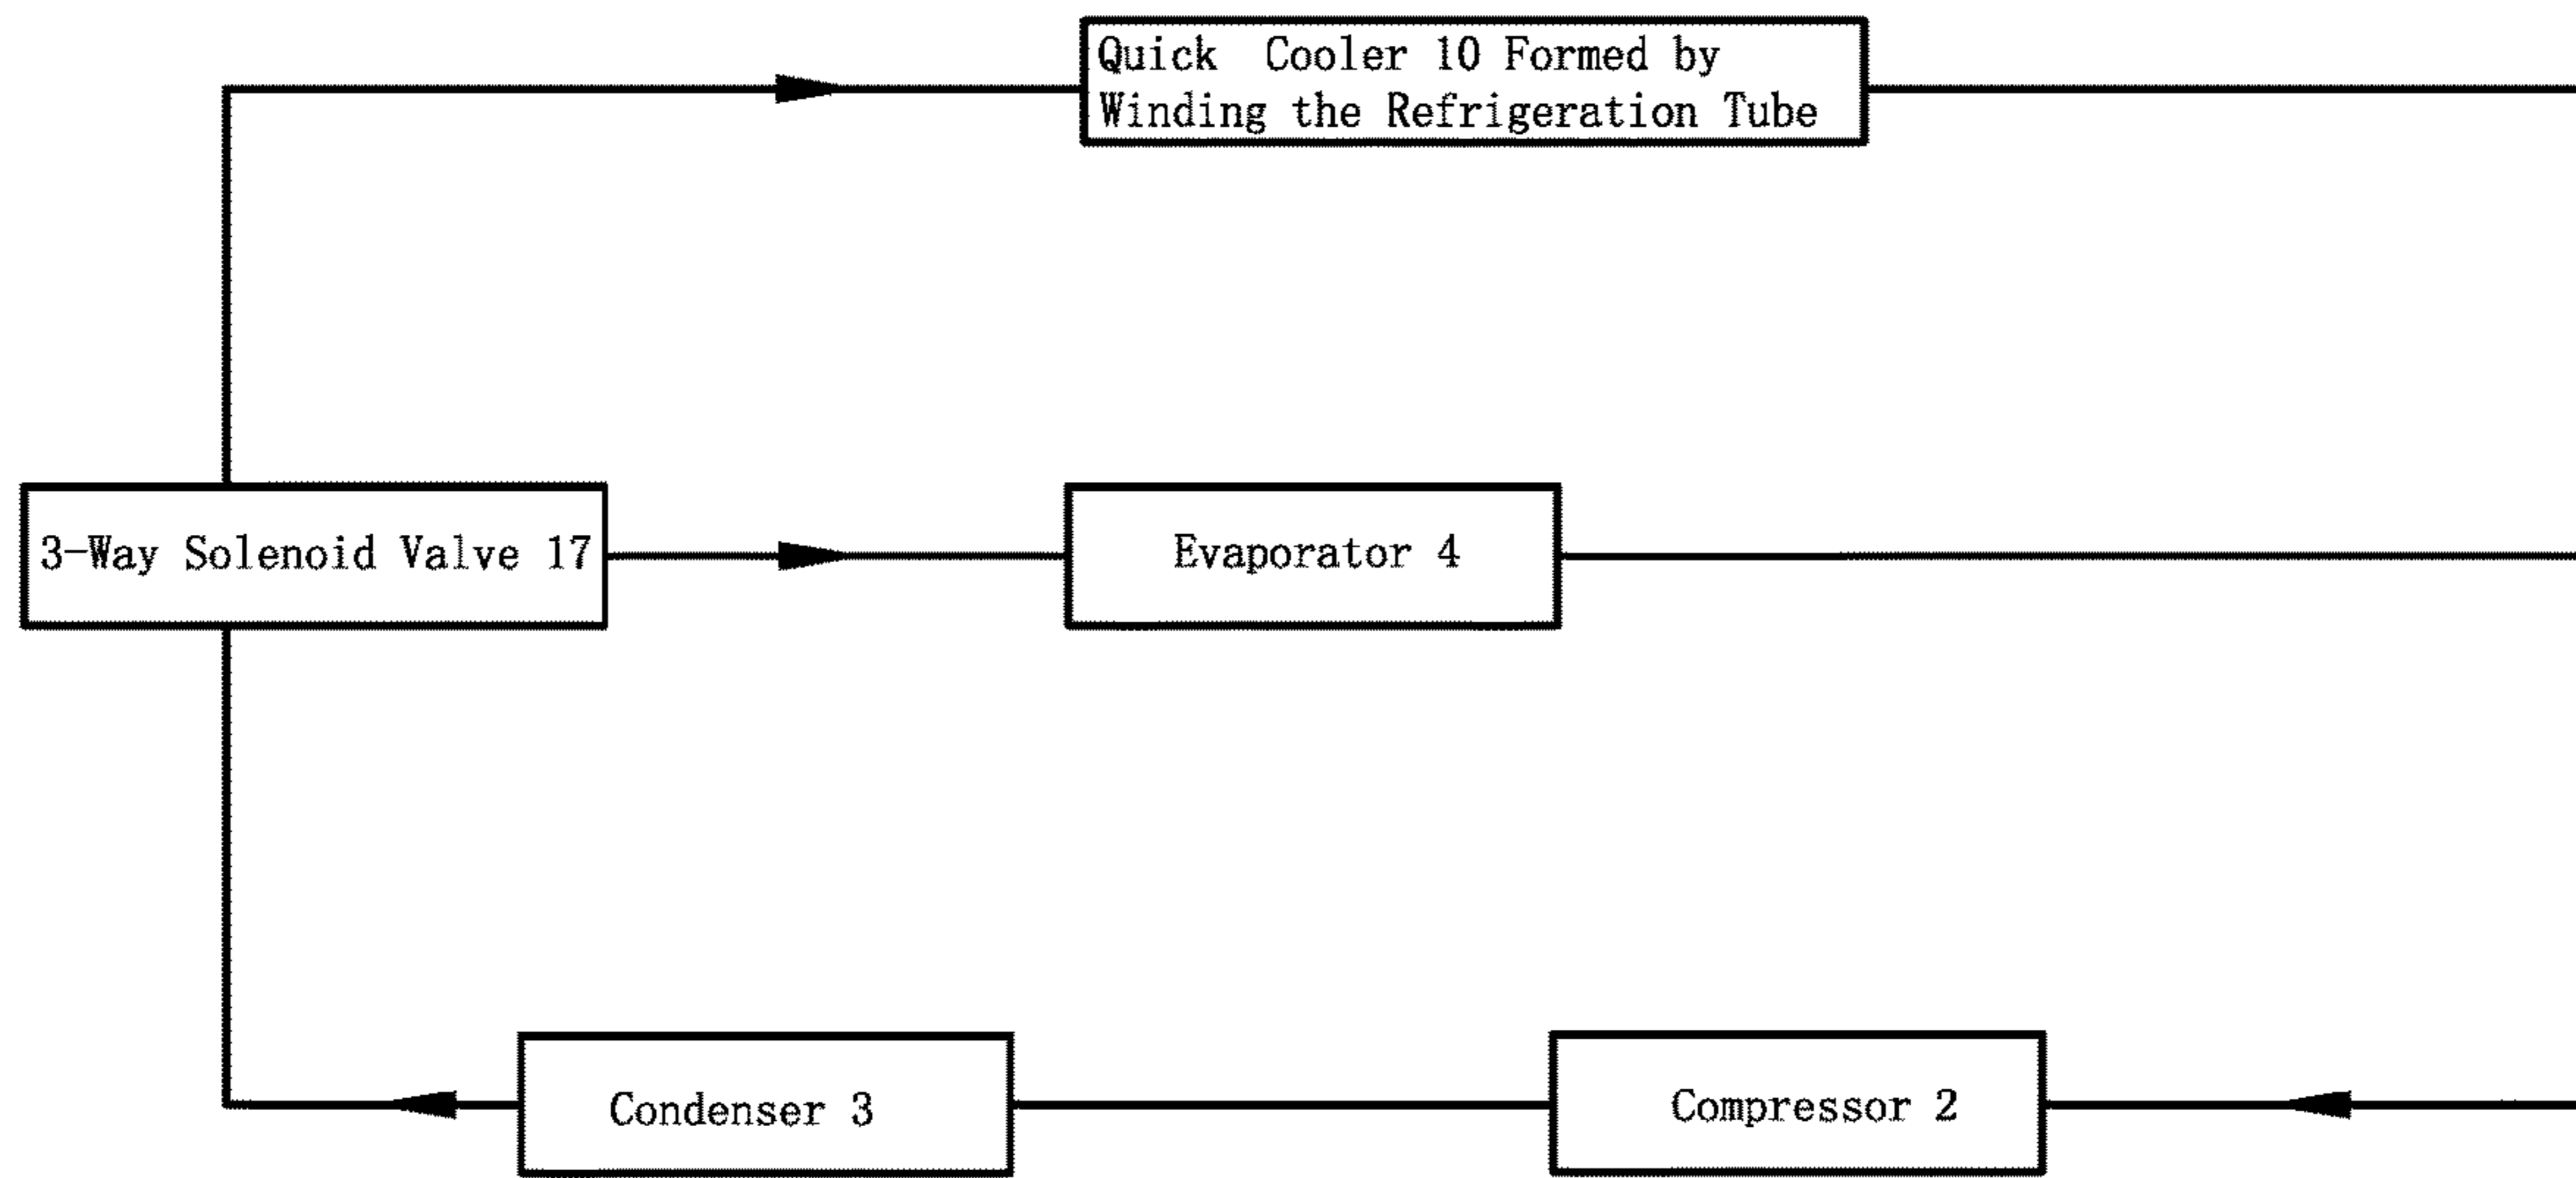 Quick Cooler 10 Formed by
Winding the Refrigeration Tube
3-Way Solenoid Valve 17
Evaporator 4
Condenser 3
Compressor 2